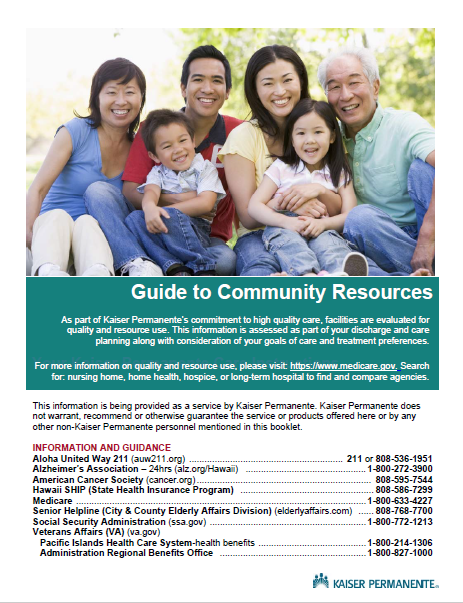 Guide to Community Resources
As part of Kaiser Permanente's commitment to high quality care, facilities are evaluated for
quality and resource use. This information is assessed as part of your discharge and care
planning along with consideration of your goals of care and treatment preferences.
For more information on quality and resource use, please visit: https://www.medicare.gov. Search
for: nursing home, home health, hospice, or long-term hospital to find and compare agencies.
This information is being provided as a service by Kaiser Permanente. Kaiser Permanente does
not warrant, recommend or otherwise guarantee the service or products offered here or by any
other non-Kaiser Permanente personnel mentioned in this booklet.
INFORMATION AND GUIDANCE
Aloha United Way 211 (auw211.org) ........................................................ 211 or 808-536-1951
Alzheimer's Association – 24hrs (alz.org/Hawaii) ........................................ 1-800-272-3900
American Cancer Society (cancer.org) ........................................................ 808-595-7544
Hawaii SHIP (State Health Insurance Program) ........................................ 808-586-7299
Medicare ........................................................................................ 1-800-633-4227
Senior Helpline (City & County Elderly Affairs Division) (elderlyaffairs.com) ...... 808-768-7700
Social Security Administration (ssa.gov) .................................................... 1-800-772-1213
Veterans Affairs (VA) (va.gov)
Pacific Islands Health Care System-health benefits ................................... 1-800-214-1306
Administration Regional Benefits Office ................................................ 1-800-827-1000
KAISER PERMANENTE®